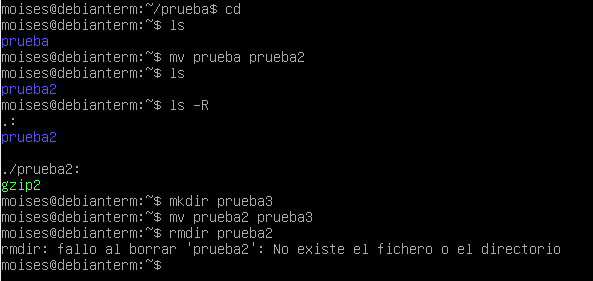 moises@debianterm:~/prueba$ cd
moises@debianterm:~$ ls
prueba
moises@debianterm:~$ mv prueba prueba2
moises@debianterm:~$ ls
prueba2
moises@debianterm:~$ ls -R
.:
prueba2

./prueba2:
gzip2
moises@debianterm:~$ mkdir prueba3
moises@debianterm:~$ mv prueba2 prueba3
moises@debianterm:~$ rmdir prueba2
rmdir: fallo al borrar 'prueba2': No existe el fichero o el directorio
moises@debianterm:~$